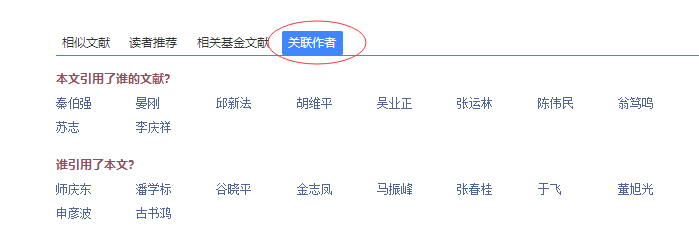 相似文献 读者推荐 相关基金文献 关联作者
本文引用了谁的文献?
秦伯强 晏刚 邱新法 胡维平 吴业正 张运林 陈伟民 翁笃鸣
苏志 李庆祥
谁引用了本文?
师庆东 潘学标 谷晓平 金志凤 马振峰 张春桂 于飞 董旭光
申彦波 古书鸿